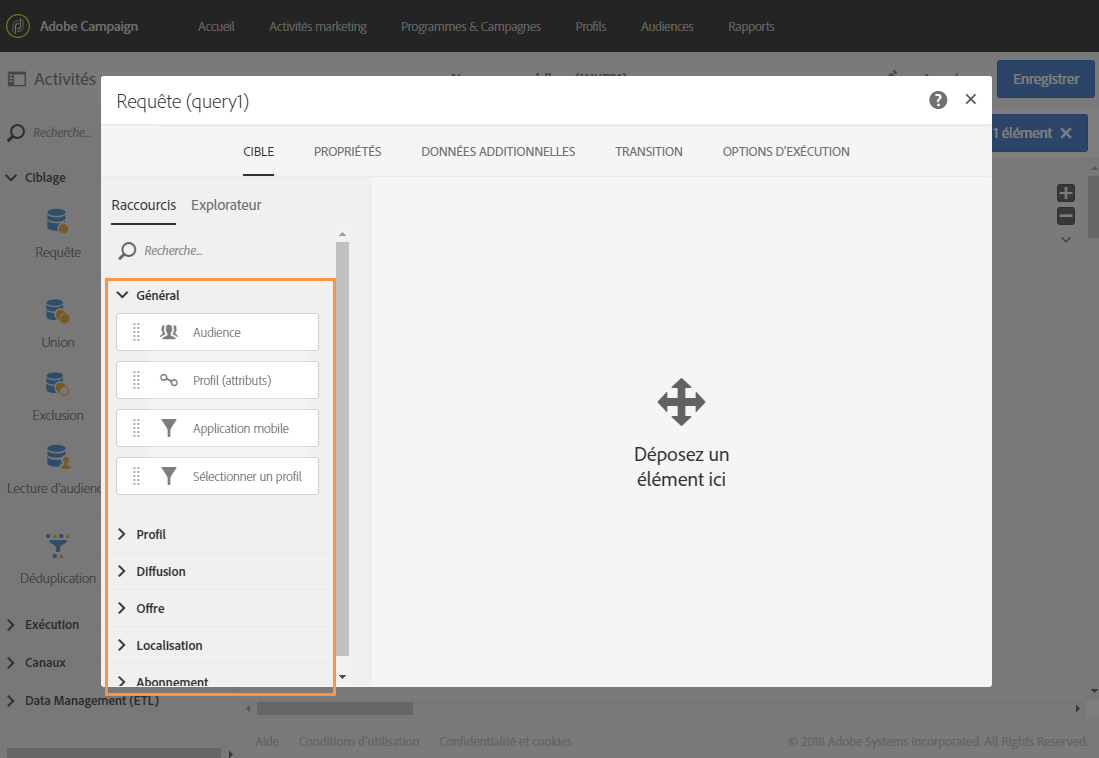 Adobe Campaign
Accueil
Activités marketing
Programmes & Campagnes
Profils
Audiences
Rapports
Activités
Enregistrer
Recherche...
1 élément
Ciblage
Requête
Union
Exclusion
Lecture d'audienc
Déduplication
Exécution
Canaux
Data Management (ETL)
Requête (query1)
CIBLE
PROPRIÉTÉS
DONNÉES ADDITIONNELLES
TRANSITION
OPTIONS D'EXÉCUTION
Raccourcis
Explorateur
Recherche...
Général
Audience
Profil (attributs)
Application mobile
Sélectionner un profil
Profil
Diffusion
Offre
Localisation
Abonnement
Déposez un
élément ici
Aide
Conditions d'utilisation
Confidentialité et cookies
© 2018 Adobe Systems Incorporated. All Rights Reserved.